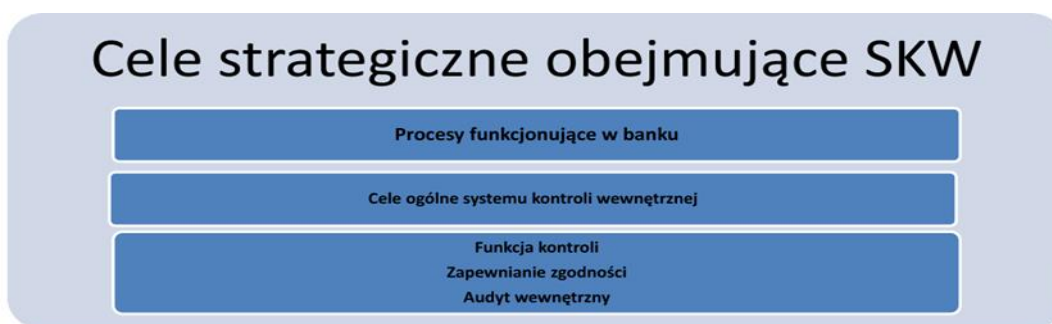 Cele strategiczne obejmujące SKW
Procesy funkcjonujące w banku
Cele ogólne systemu kontroli wewnętrznej
Funkcja kontroli
Zapewnianie zgodności
Audyt wewnętrzny